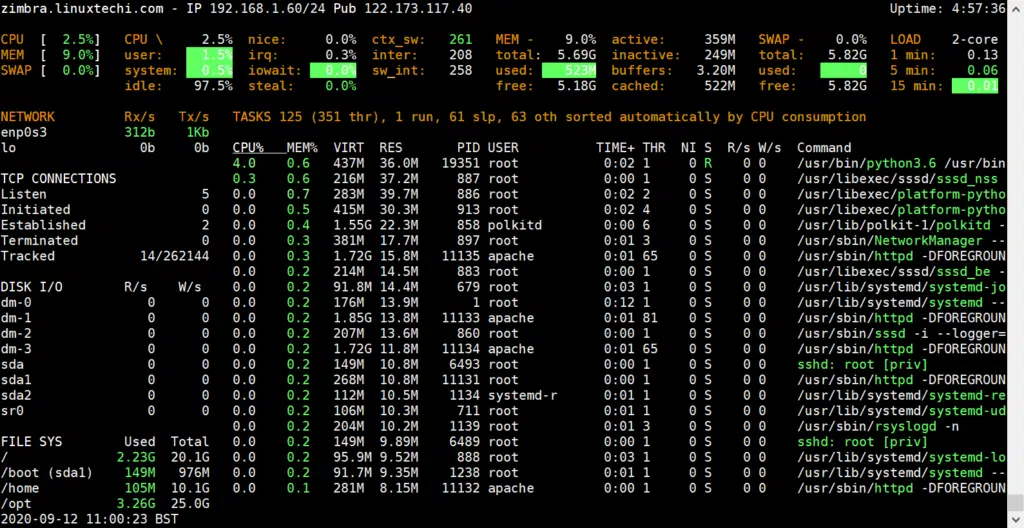 zimbra.linuxtechi.com - IP 192.168.1.60/24 Pub 122.173.117.40 Uptime: 4:57:36
CPU [ 2.5%] CPU \ 2.5% nice: 0.0% ctx_sw: 261 MEM - 9.0% active: 359M SWAP - 0.0% LOAD 2-core
MEM [ 9.0%] user: 1.5% irq: 0.3% inter: 208 total: 5.69G inactive: 249M total: 5.82G 1 min: 0.13
SWAP [ 0.0%] system: 0.5% iowait: 0.0% sw_int: 258 used: 523M buffers: 3.20M used: 0 5 min: 0.06
idle: 97.5% steal: 0.0% free: 5.18G cached: 522M free: 5.82G 15 min: 0.01
NETWORK Rx/s Tx/s TASKS 125 (351 thr), 1 run, 61 slp, 63 oth sorted automatically by CPU consumption
enp0s3 312b 1Kb
lo 0b 0b CPU% MEM% VIRT RES PID USER TIME+ THR NI S R/s W/s Command
4.0 0.6 437M 36.0M 19351 root 0:02 1 0 R 0 0 /usr/bin/python3.6 /usr/bin
TCP CONNECTIONS 0.3 0.6 216M 37.2M 887 root 0:00 1 0 S 0 0 /usr/libexec/sssd/sssd_nss
Listen 5 0.0 0.7 283M 39.7M 886 root 0:02 2 0 S 0 0 /usr/libexec/platform-pytho
Initiated 0 0.0 0.5 415M 30.3M 913 root 0:02 4 0 S 0 0 /usr/libexec/platform-pytho
Established 2 0.0 0.4 1.55G 22.3M 858 polkitd 0:00 6 0 S 0 0 /usr/lib/polkit-1/polkitd -
Terminated 0 0.0 0.3 381M 17.7M 897 root 0:01 3 0 S 0 0 /usr/sbin/NetworkManager --
Tracked 14/262144 0.0 0.3 1.72G 15.8M 11135 apache 0:01 65 0 S 0 0 /usr/sbin/httpd -DFOREGROUN
0.0 0.2 214M 14.5M 883 root 0:00 1 0 S 0 0 /usr/libexec/sssd/sssd_be -
DISK I/O R/s W/s 0.0 0.2 91.8M 14.4M 679 root 0:03 1 0 S 0 0 /usr/lib/systemd/systemd-jo
dm-0 0 0 0.0 0.2 176M 13.9M 1 root 0:12 1 0 S 0 0 /usr/lib/systemd/systemd --
dm-1 0 0 0.0 0.2 1.85G 13.8M 11133 apache 0:01 81 0 S 0 0 /usr/sbin/httpd -DFOREGROUN
dm-2 0 0 0.0 0.2 207M 13.6M 860 root 0:00 1 0 S 0 0 /usr/sbin/sssd -i --logger=
dm-3 0 0 0.0 0.2 1.72G 11.8M 11134 apache 0:01 65 0 S 0 0 /usr/sbin/httpd -DFOREGROUN
sda 0 0 0.0 0.2 149M 10.8M 6493 root 0:00 1 0 S 0 0 sshd: root [priv]
sda1 0 0 0.0 0.2 268M 10.8M 11131 root 0:00 1 0 S 0 0 /usr/sbin/httpd -DFOREGROUN
sda2 0 0 0.0 0.2 112M 10.5M 1134 systemd-r 0:01 1 0 S 0 0 /usr/lib/systemd/systemd-re
sr0 0 0 0.0 0.2 106M 10.3M 711 root 0:01 1 0 S 0 0 /usr/lib/systemd/systemd-ud
0.0 0.2 204M 10.2M 1139 root 0:01 3 0 S 0 0 /usr/sbin/rsyslogd -n
FILE SYS Used Total 0.0 0.2 149M 9.89M 6489 root 0:00 1 0 S 0 0 sshd: root [priv]
/ 2.23G 20.1G 0.0 0.2 95.9M 9.52M 888 root 0:03 1 0 S 0 0 /usr/lib/systemd/systemd-lo
/boot (sda1) 149M 976M 0.0 0.2 91.7M 9.35M 1238 root 0:01 1 0 S 0 0 /usr/lib/systemd/systemd --
/home 105M 10.1G 0.0 0.1 281M 8.15M 11132 apache 0:00 1 0 S 0 0 /usr/sbin/httpd -DFOREGROUN
/opt 3.26G 25.0G
2020-09-12 11:00:23 BST